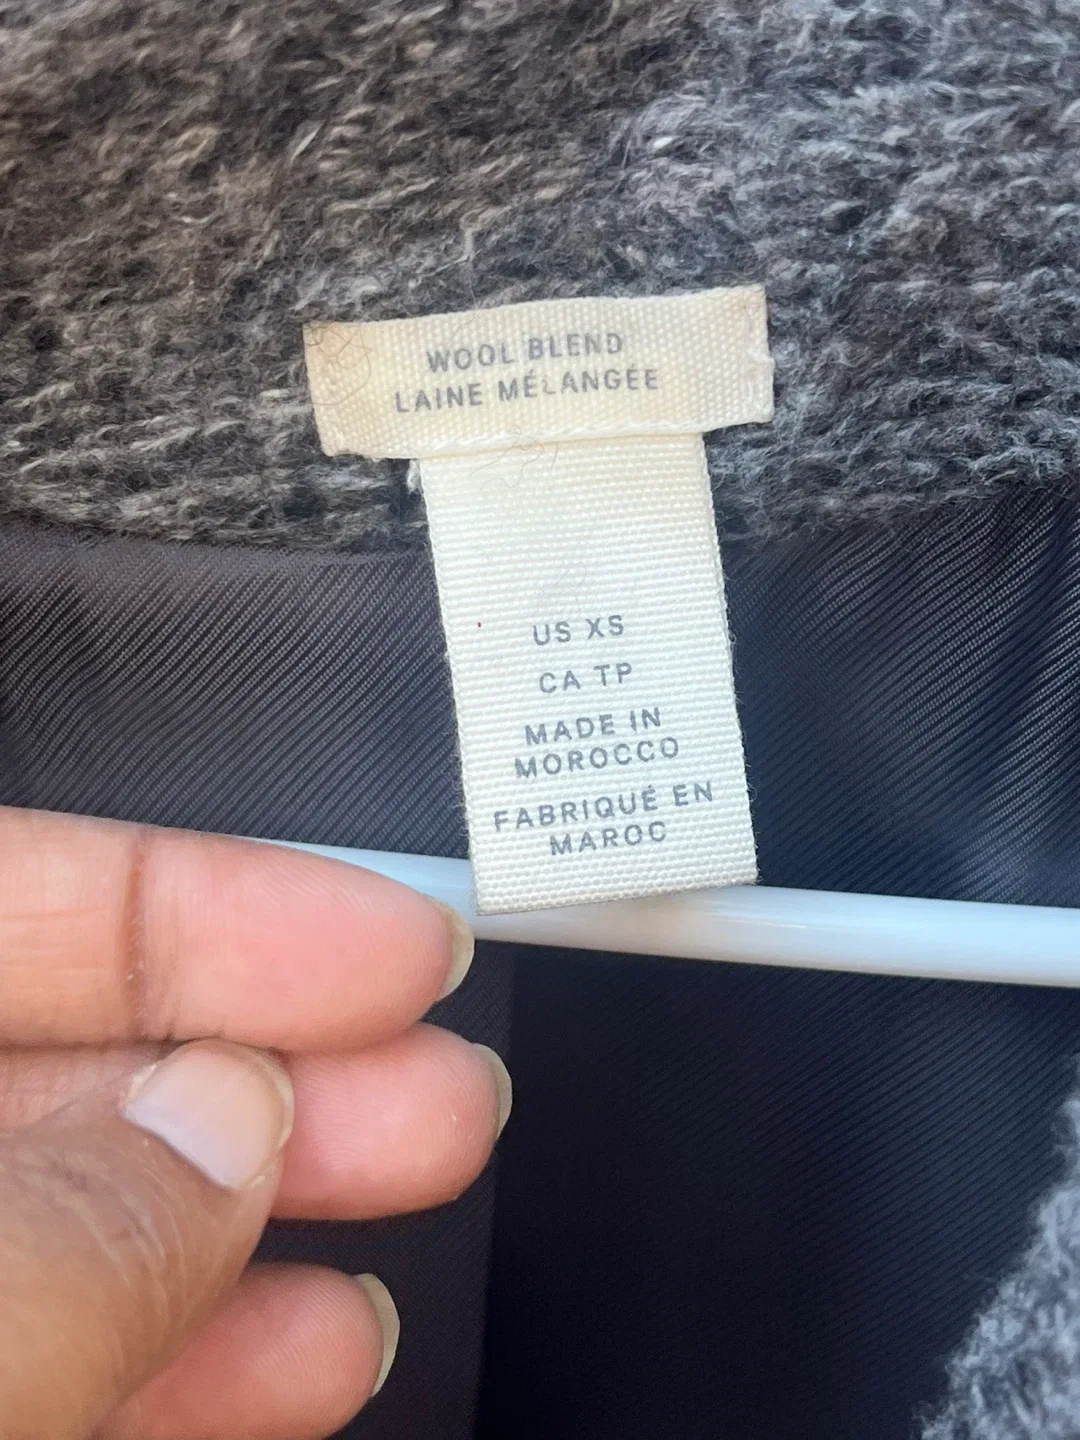 WOOL BLEND
LAINE MÉLANGÉE
US XS
CA TP
MADE IN
MOROCCO
FABRIQUÉ EN
MAROC